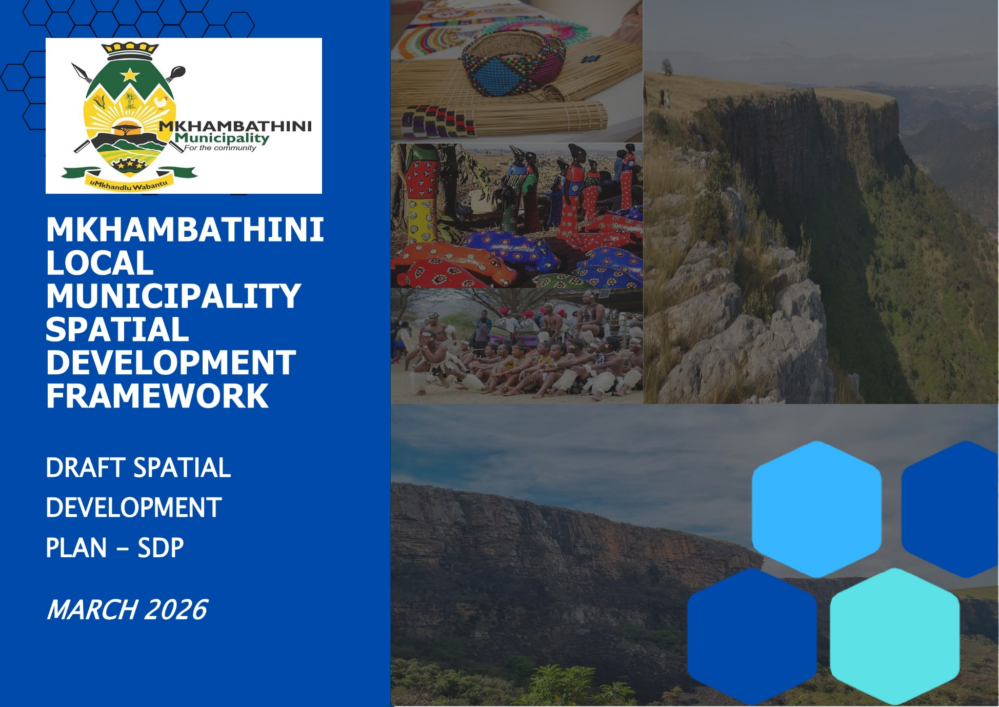 MKHAMBATHINI
Municipality
For the community
uMkhandlu Wabantu
MKHAMBATHINI
LOCAL
MUNICIPALITY
SPATIAL
DEVELOPMENT
FRAMEWORK
DRAFT SPATIAL
DEVELOPMENT
PLAN – SDP
MARCH 2026